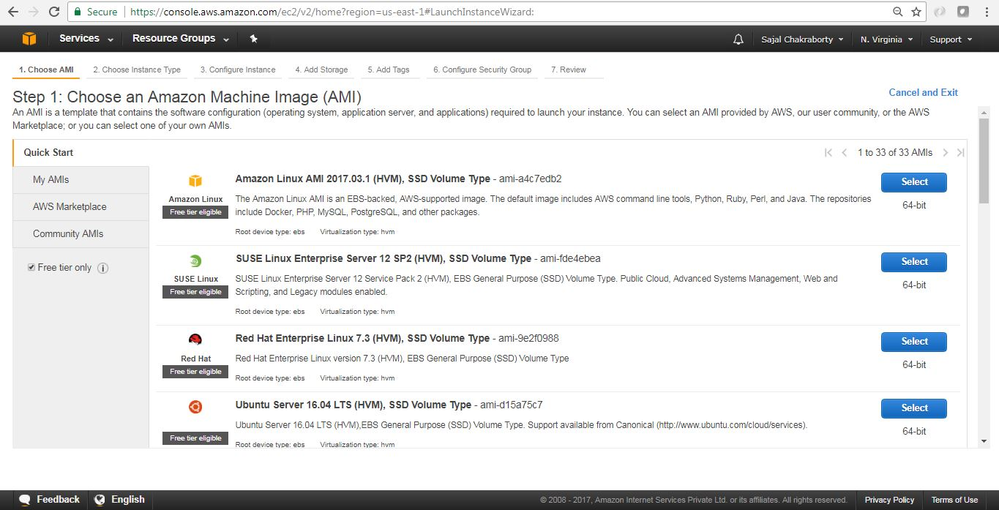 Secure https://console.aws.amazon.com/ec2/v2/home?region=us-east-1#LaunchInstanceWizard:
Services Resource Groups Sajal Chakraborty N. Virginia Support
1. Choose AMI 2. Choose Instance Type 3. Configure Instance 4. Add Storage 5. Add Tags 6. Configure Security Group 7. Review
Step 1: Choose an Amazon Machine Image (AMI)
Cancel and Exit
An AMI is a template that contains the software configuration (operating system, application server, and applications) required to launch your instance. You can select an AMI provided by AWS, our user community, or the AWS
Marketplace; or you can select one of your own AMIs.
Quick Start
1 to 33 of 33 AMIs
My AMIs
AWS Marketplace
Community AMIs
Free tier only i
Amazon Linux
Free tier eligible
Amazon Linux AMI 2017.03.1 (HVM), SSD Volume Type - ami-a4c7edb2
The Amazon Linux AMI is an EBS-backed, AWS-supported image. The default image includes AWS command line tools, Python, Ruby, Perl, and Java. The repositories
include Docker, PHP, MySQL, PostgreSQL, and other packages.
Root device type: ebs Virtualization type: hvm
Select
64-bit
SUSE Linux
Free tier eligible
SUSE Linux Enterprise Server 12 SP2 (HVM), SSD Volume Type - ami-fde4ebea
SUSE Linux Enterprise Server 12 Service Pack 2 (HVM), EBS General Purpose (SSD) Volume Type. Public Cloud, Advanced Systems Management, Web and
Scripting, and Legacy modules enabled.
Root device type: ebs Virtualization type: hvm
Select
64-bit
Red Hat
Free tier eligible
Red Hat Enterprise Linux 7.3 (HVM), SSD Volume Type - ami-9e2f0988
Red Hat Enterprise Linux version 7.3 (HVM), EBS General Purpose (SSD) Volume Type
Root device type: ebs Virtualization type: hvm
Select
64-bit
Free tier eligible
Ubuntu Server 16.04 LTS (HVM), SSD Volume Type - ami-d15a75c7
Ubuntu Server 16.04 LTS (HVM),EBS General Purpose (SSD) Volume Type. Support available from Canonical (http://www.ubuntu.com/cloud/services).
Root device type: ebs Virtualization type: hvm
Select
64-bit
Feedback English © 2008 - 2017, Amazon Internet Services Private Ltd. or its affiliates. All rights reserved. Privacy Policy Terms of Use